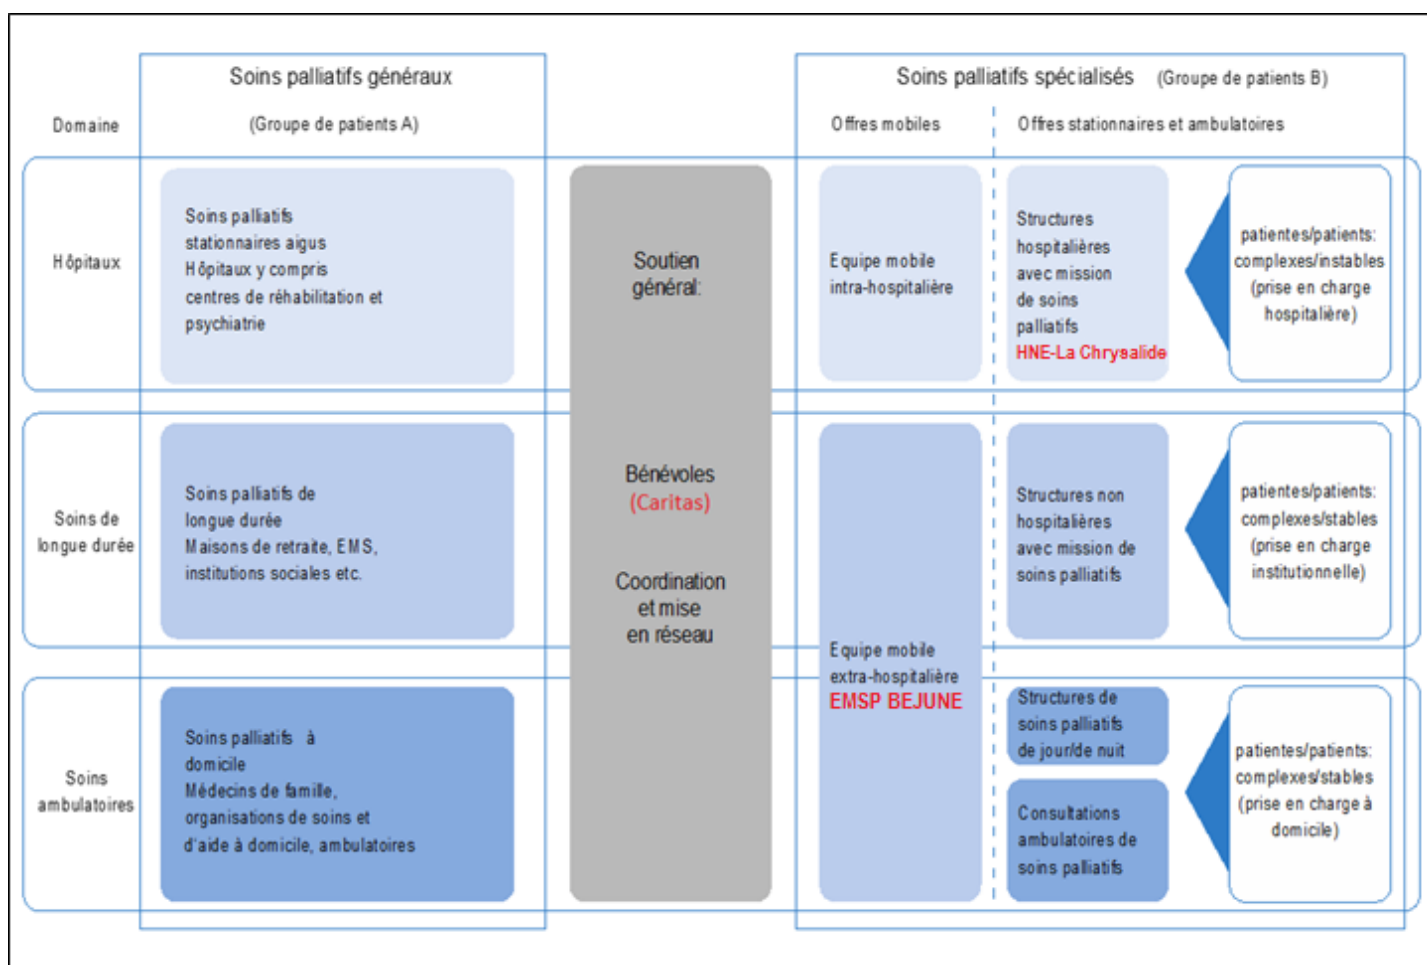 Soins palliatifs généraux
(Groupe de patients A)
Soins palliatifs spécialisés (Groupe de patients B)
Domaine
Offres mobiles
Offres stationnaires et ambulatoires
Hôpitaux
Soins palliatifs
stationnaires aigus
Hôpitaux y compris
centres de réhabilitation et
psychiatrie
Soutien
général:
Equipe mobile
intra-hospitalière
Structures
hospitalières
avec mission
de soins
palliatifs
HNE-La Chrysalide
patientes/patients:
complexes/instables
(prise en charge
hospitalière)
Soins de
longue durée
Soins palliatifs de
longue durée
Maisons de retraite, EMS,
institutions sociales etc.
Bénévoles
(Caritas)
Coordination
et mise
en réseau
Structures non
hospitalières
avec mission de
soins palliatifs
patientes/patients:
complexes/stables
(prise en charge
institutionnelle)
Equipe mobile
extra-hospitalière
EMSP BEJUNE
Soins
ambulatoires
Soins palliatifs à
domicile
Médecins de famille,
organisations de soins et
d'aide à domicile, ambulatoires
Structures de
soins palliatifs
de jour/de nuit
Consultations
ambulatoires de
soins palliatifs
patientes/patients:
complexes/stables
(prise en charge à
domicile)